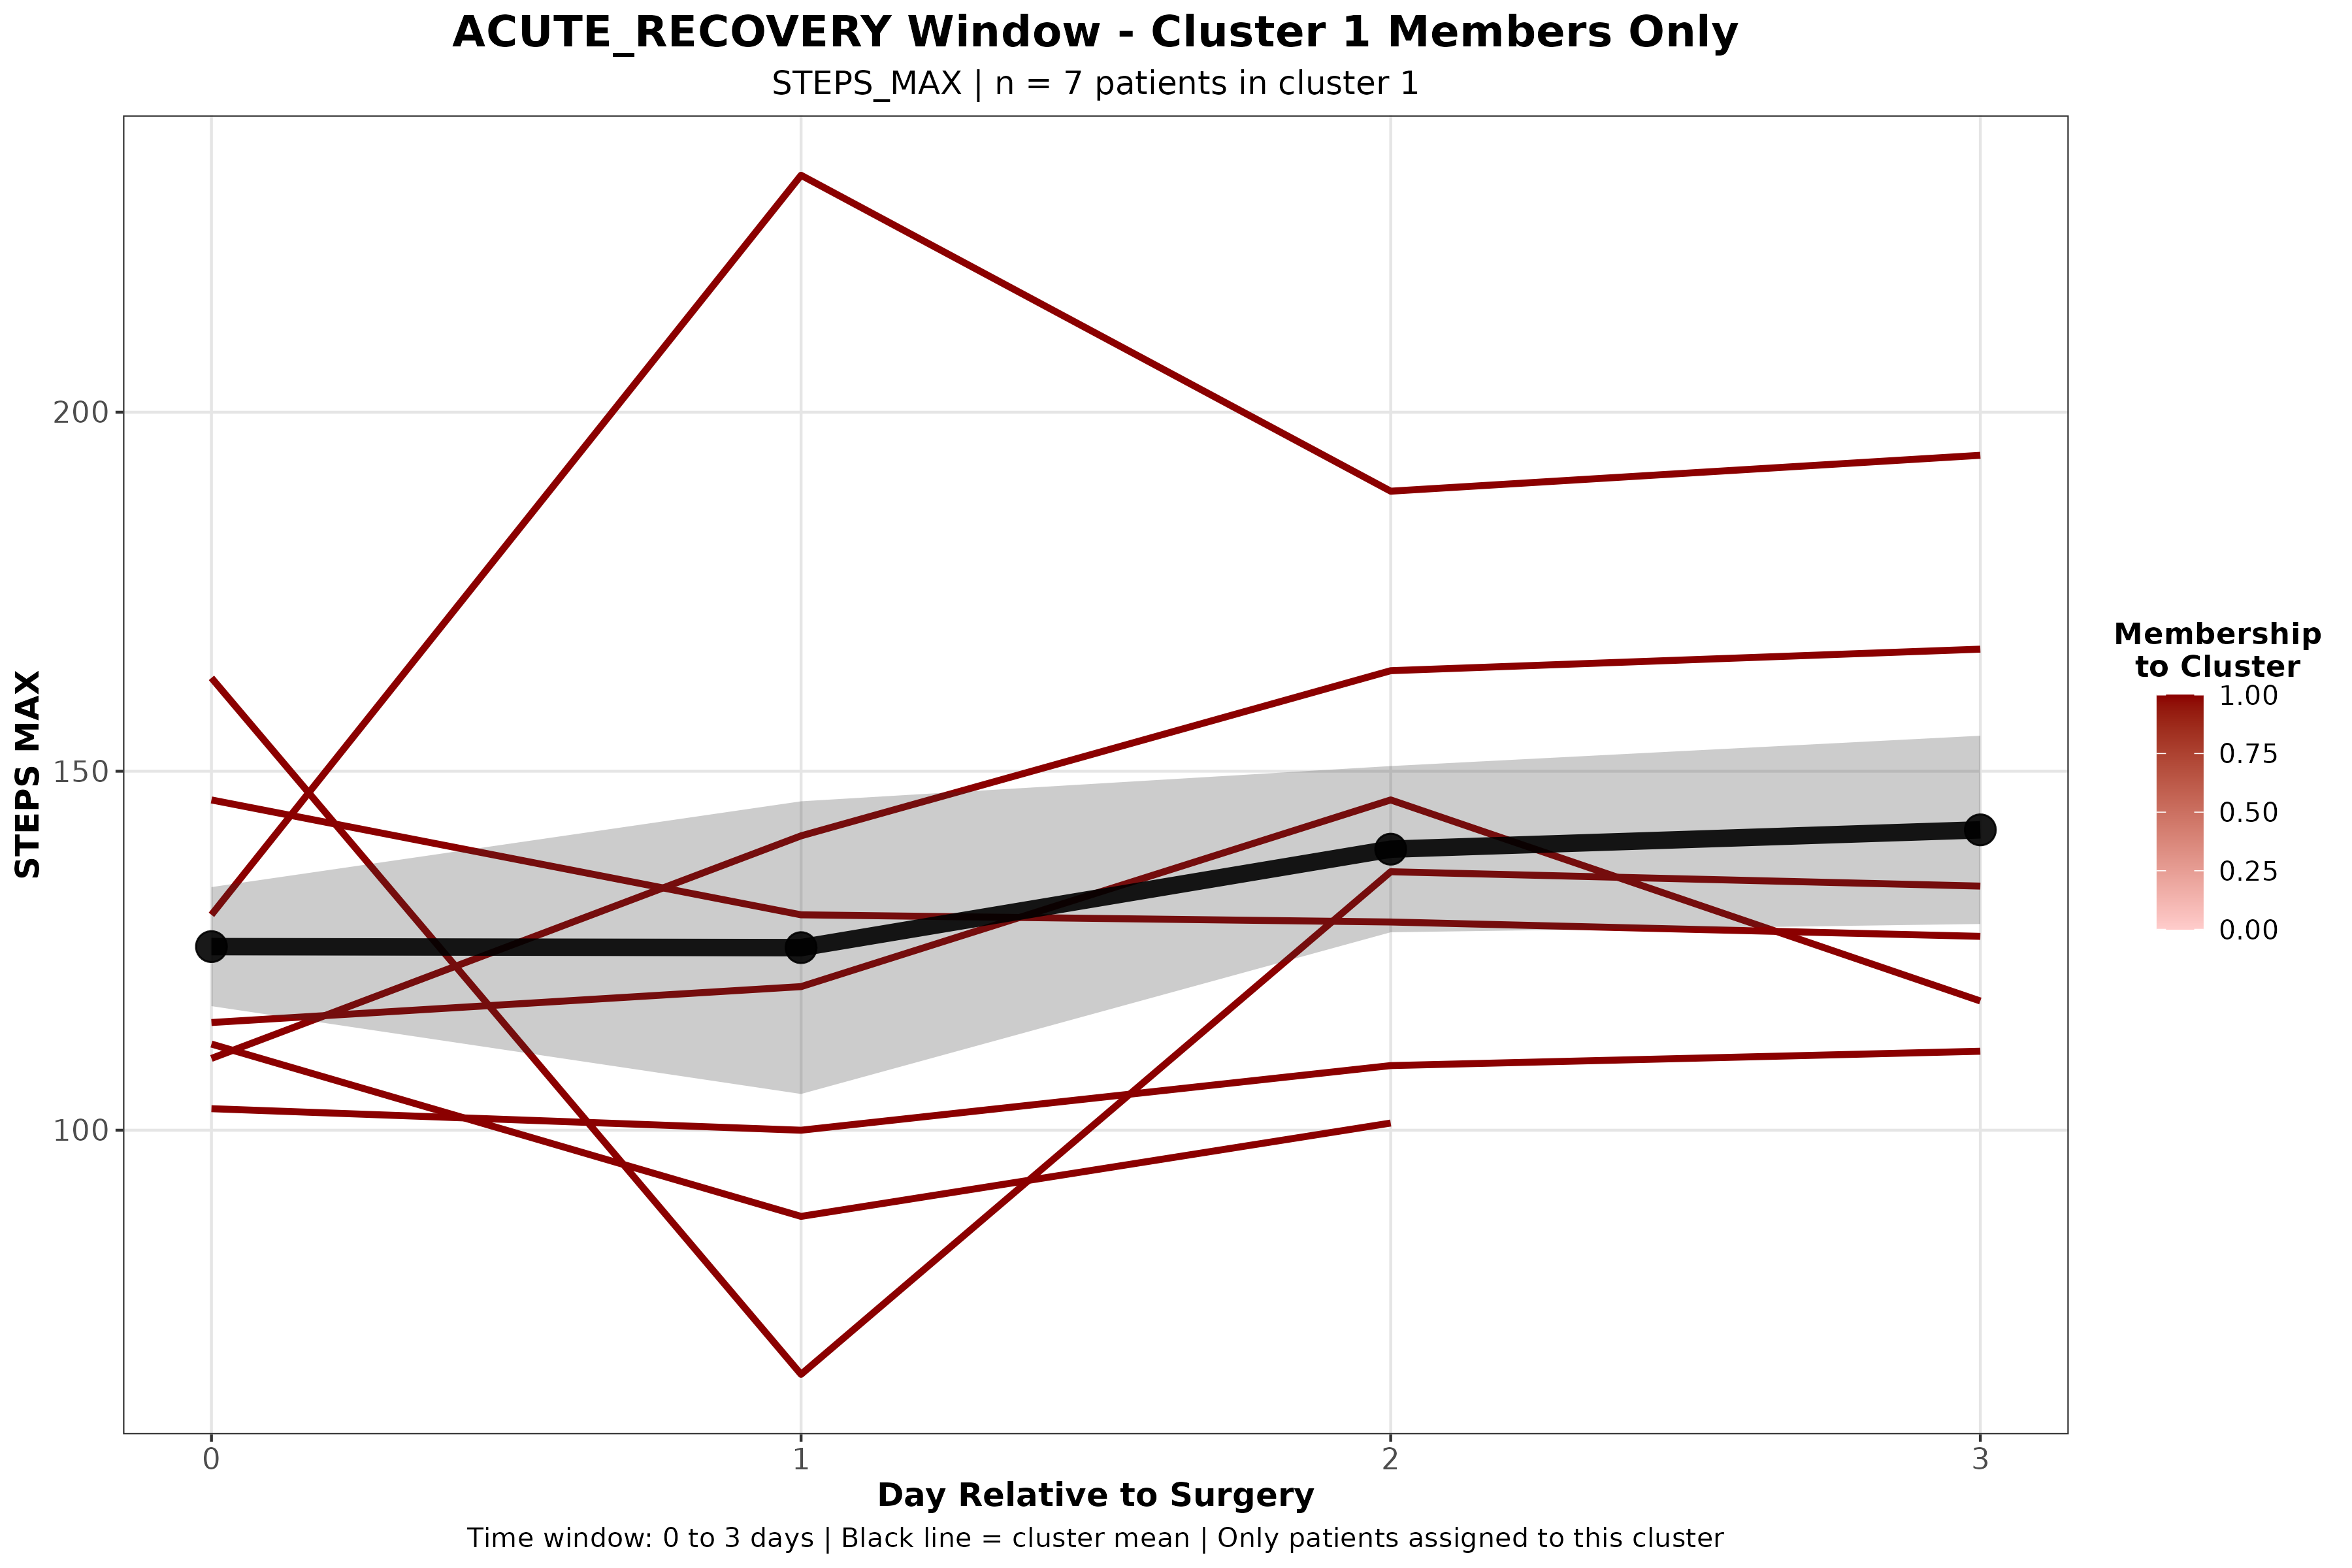 ACUTE_RECOVERY Window - Cluster 1 Members Only
STEPS_MAX | n = 7 patients in cluster 1
STEPS MAX
200
150
100
0
1
2
3
Day Relative to Surgery
Time window: 0 to 3 days | Black line = cluster mean | Only patients assigned to this cluster
Membership
to Cluster
1.00
0.75
0.50
0.25
0.00